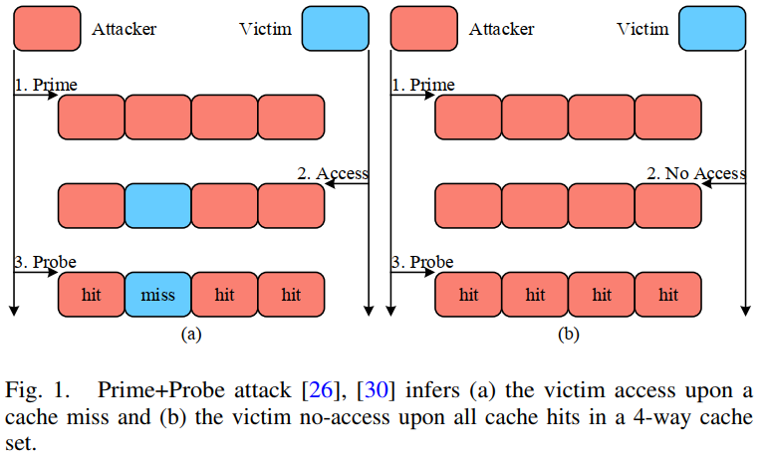 Attacker Victim Attacker Victim
1. Prime 1. Prime
2. Access 2. No Access
3. Probe 3. Probe
hit miss hit hit hit hit hit hit
(a) (b)
Fig. 1. Prime+Probe attack [26], [30] infers (a) the victim access upon a
cache miss and (b) the victim no-access upon all cache hits in a 4-way cache
set.